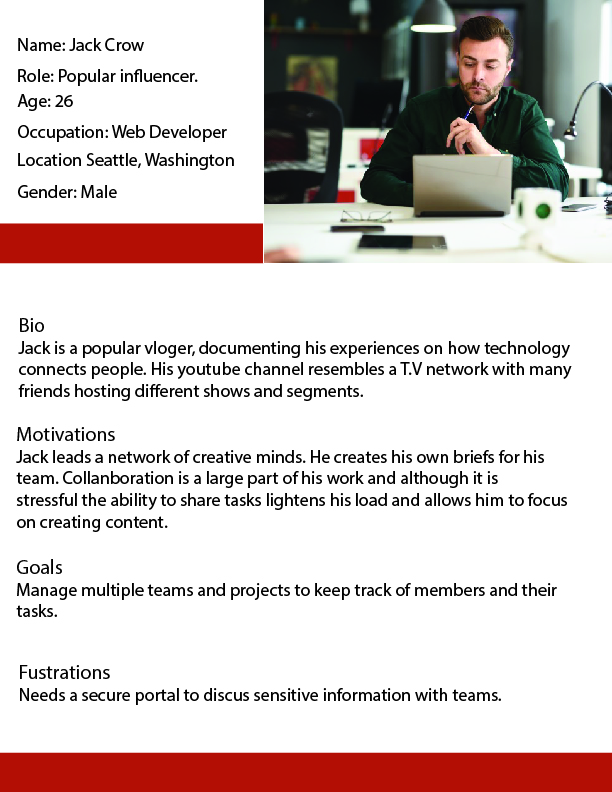 Name: Jack Crow
Role: Popular influencer.
Age: 26
Occupation: Web Developer
Location Seattle, Washington
Gender: Male
Bio
Jack is a popular vloger, documenting his experiences on how technology
connects people. His youtube channel resembles a T.V network with many
friends hosting different shows and segments.
Motivations
Jack leads a network of creative minds. He creates his own briefs for his
team. Collanboration is a large part of his work and although it is
stressful the ability to share tasks lightens his load and allows him to focus
on creating content.
Goals
Manage multiple teams and projects to keep track of members and their
tasks.
Fustrations
Needs a secure portal to discus sensitive information with teams.